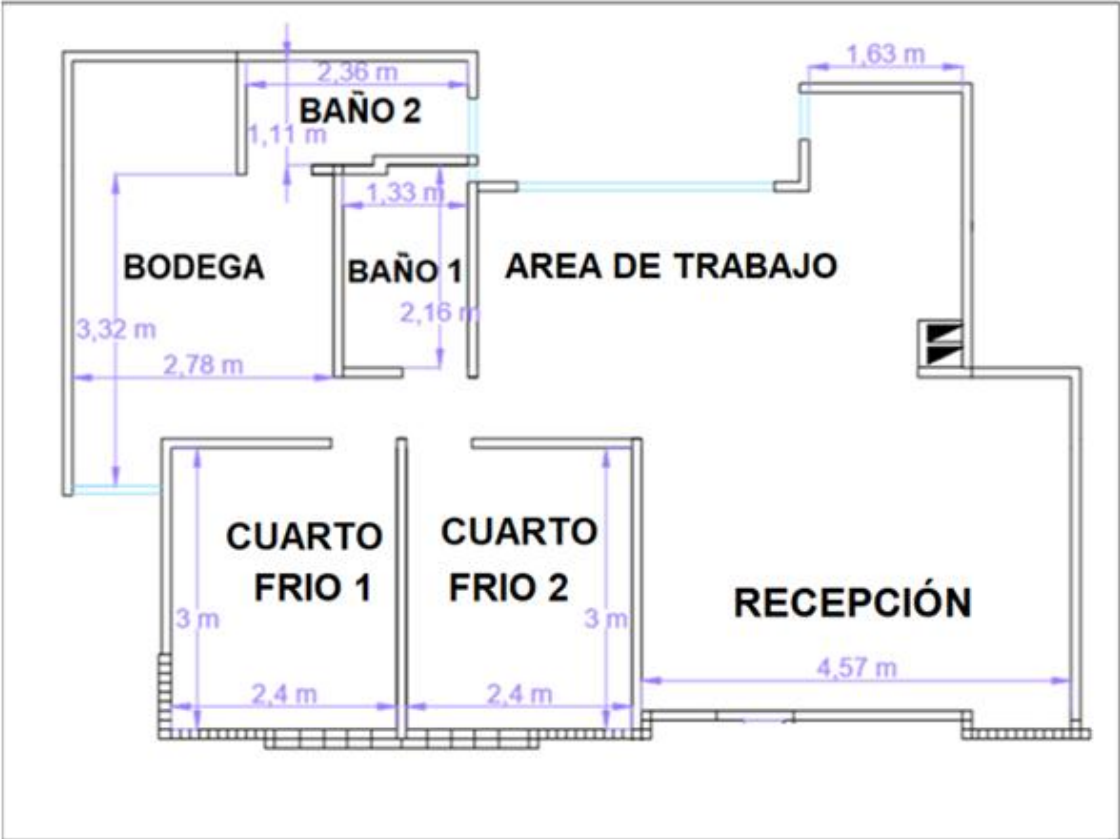 1,63 m
2,36 m
BAÑO 2
1,11 m
1,33 m
BODEGA
BAÑO 1
AREA DE TRABAJO
2,16 m
3,32 m
2,78 m
CUARTO
FRIO 1
CUARTO
FRIO 2
RECEPCIÓN
3 m
3 m
4,57 m
2,4 m
2,4 m